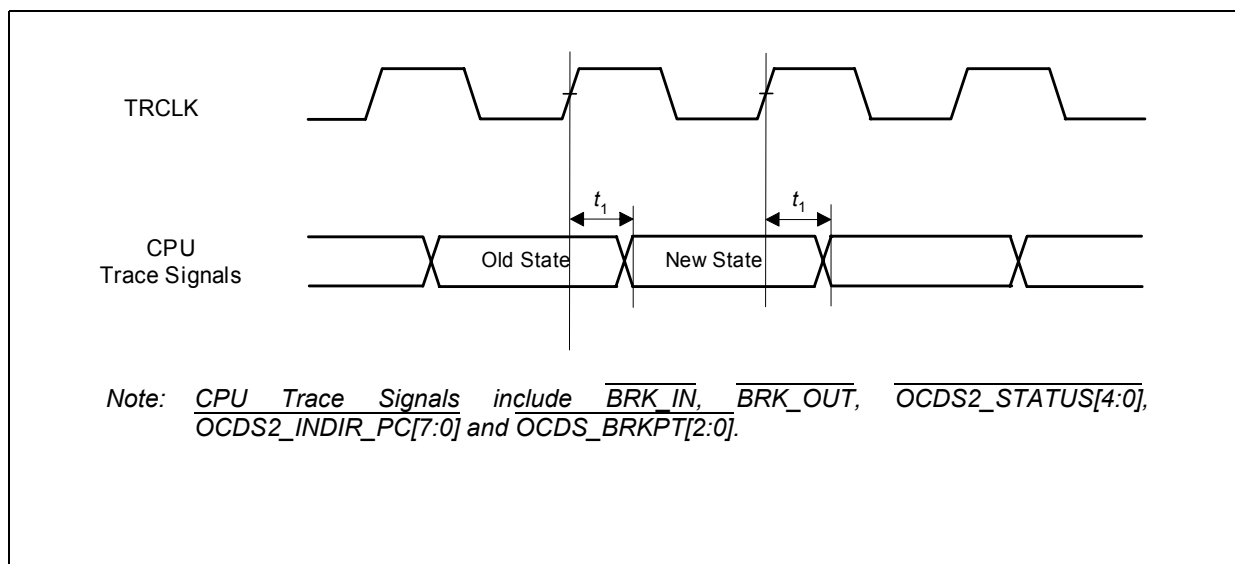 TRCLK
t1
t1
CPU
Trace Signals
Old State
New State
Note: CPU Trace Signals include BRK_IN, BRK_OUT, OCDS2_STATUS[4:0],
OCDS2_INDIR_PC[7:0] and OCDS_BRKPT[2:0].